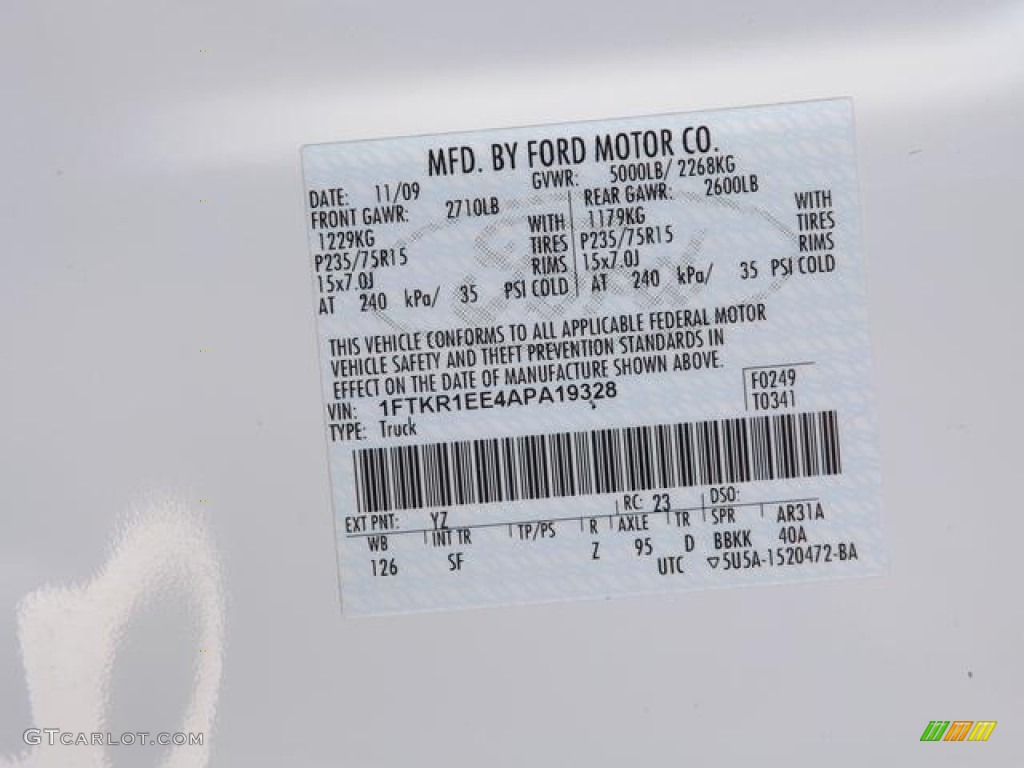 MFD. BY FORD MOTOR CO.
DATE: 11/09 GVWR: 5000LB/ 2268KG
FRONT GAWR: 2710LB REAR GAWR: 2600LB
1229KG WITH 1179KG WITH
P235/75R15 TIRES P235/75R15 TIRES
15x7.0J RIMS 15x7.0J RIMS
AT 240 kPa/ 35 PSI COLD AT 240 kPa/ 35 PSI COLD
THIS VEHICLE CONFORMS TO ALL APPLICABLE FEDERAL MOTOR
VEHICLE SAFETY AND THEFT PREVENTION STANDARDS IN
EFFECT ON THE DATE OF MANUFACTURE SHOWN ABOVE.
VIN: 1FTKR1EE4APA19328 F0249
TYPE: Truck T0341
EXT PNT: YZ RC: 23 DSO:
WB INT TR TP/PS R AXLE TR SPR AR31A
126 SF Z 95 D BBKK 40A
UTC ▽5U5A-1520472-BA
GTCARLOT.COM